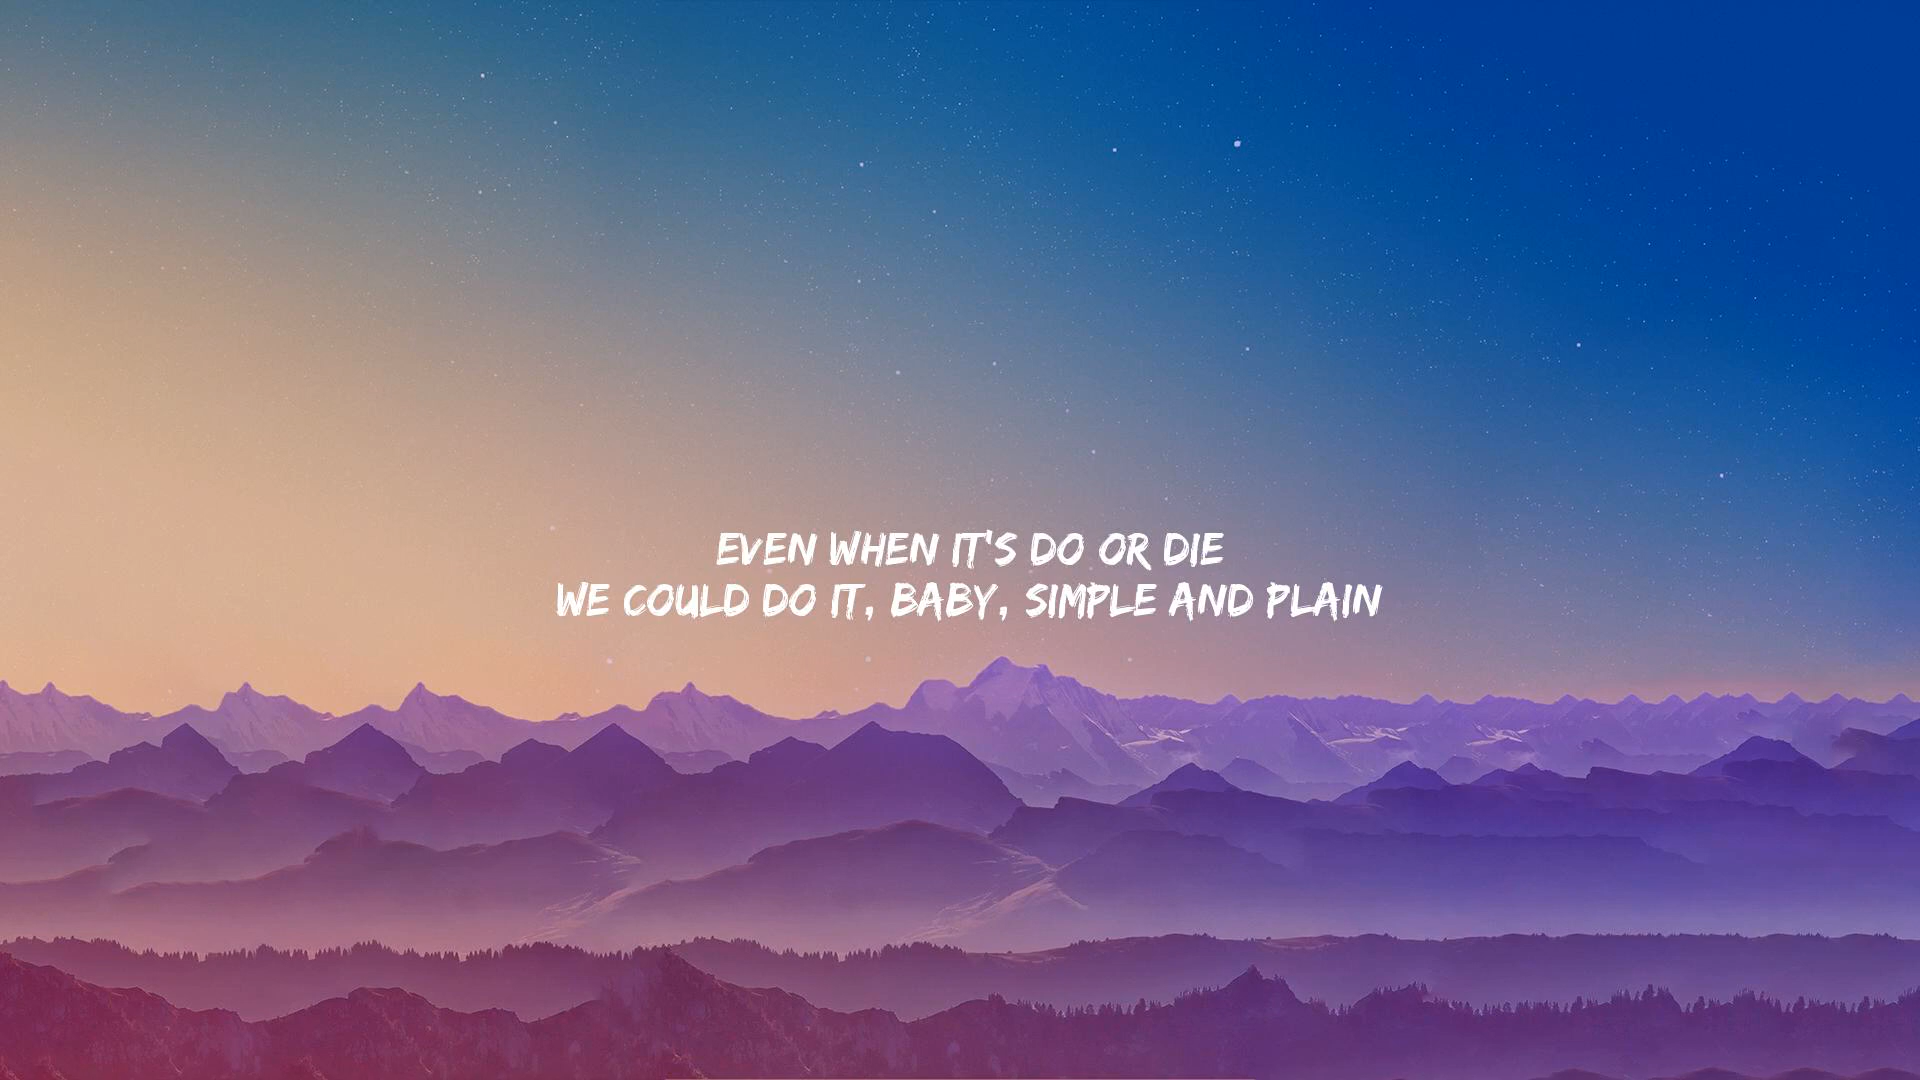 EVEN WHEN IT'S DO OR DIE
WE COULD DO IT, BABY, SIMPLE AND PLAIN